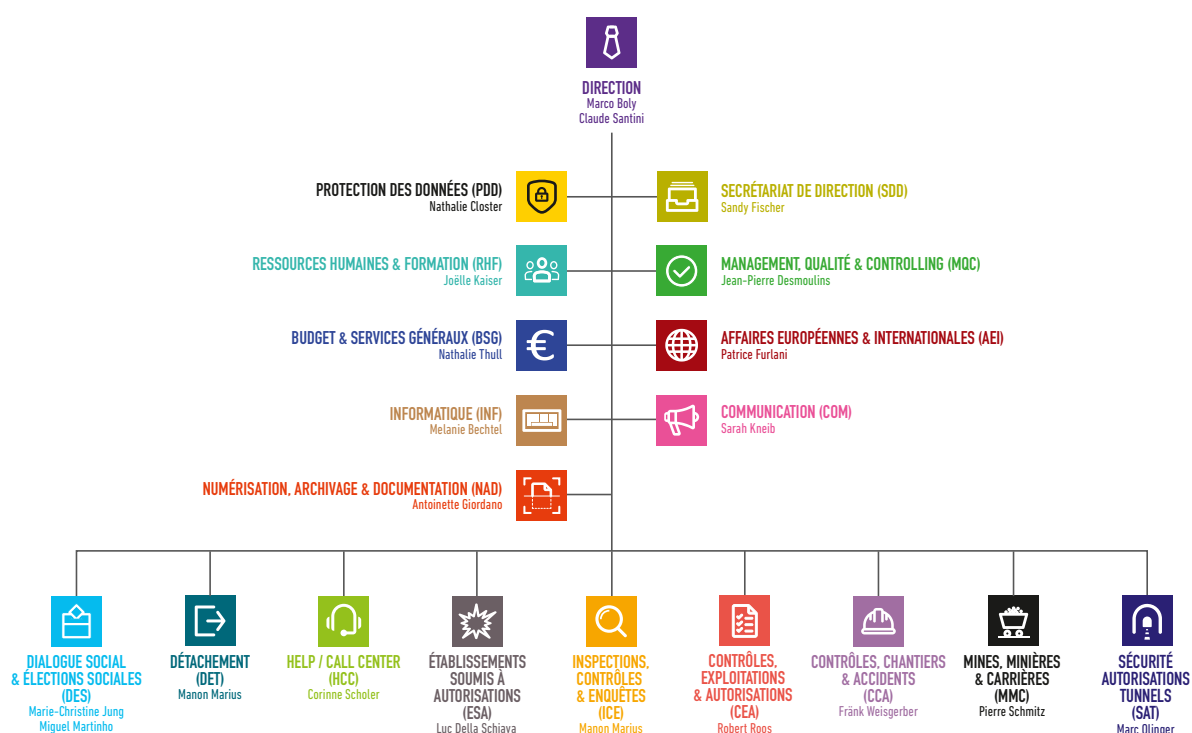 DIRECTION
Marco Boly
Claude Santini
PROTECTION DES DONNÉES (PDD)
Nathalie Closter
SECRÉTARIAT DE DIRECTION (SDD)
Sandy Fischer
RESSOURCES HUMAINES & FORMATION (RHF)
Joëlle Kaiser
MANAGEMENT, QUALITÉ & CONTROLLING (MQC)
Jean-Pierre Desmoulins
BUDGET & SERVICES GÉNÉRAUX (BSG)
Nathalie Thull
AFFAIRES EUROPÉENNES & INTERNATIONALES (AEI)
Patrice Furlani
INFORMATIQUE (INF)
Melanie Bechtel
COMMUNICATION (COM)
Sarah Kneib
NUMÉRISATION, ARCHIVAGE & DOCUMENTATION (NAD)
Antoinette Giordano
DIALOGUE SOCIAL
& ÉLECTIONS SOCIALES
(DES)
Marie-Christine Jung
Miguel Martinho
DÉTACHEMENT
(DET)
Manon Marius
HELP / CALL CENTER
(HCC)
Corinne Scholer
ÉTABLISSEMENTS
SOUMIS À
AUTORISATIONS
(ESA)
Luc Della Schiava
INSPECTIONS,
CONTRÔLES
& ENQUÊTES
(ICE)
Manon Marius
CONTRÔLES,
EXPLOITATIONS
& AUTORISATIONS
(CEA)
Robert Roos
CONTRÔLES, CHANTIERS
& ACCIDENTS
(CCA)
Fränk Weisgerber
MINES, MINIÈRES
& CARRIÈRES
(MMC)
Pierre Schmitz
SÉCURITÉ
AUTORISATIONS
TUNNELS
(SAT)
Marc Olinger